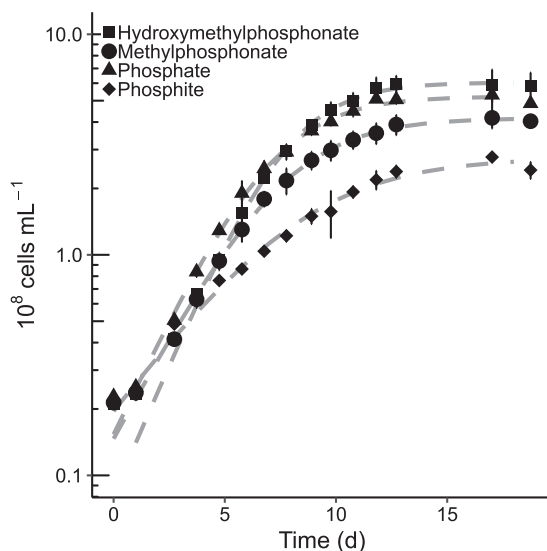 10.0
Hydroxymethylphosphonate
Methylphosphonate
Phosphate
Phosphite
1.0
10⁸ cells mL⁻¹
0.1
0 5 10 15
Time (d)